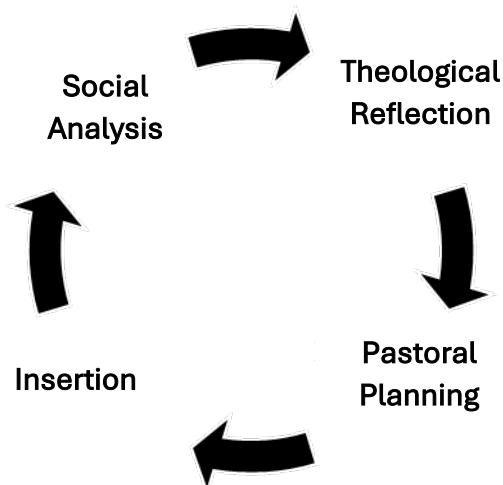 Social
Analysis
Theological
Reflection
Pastoral
Planning
Insertion